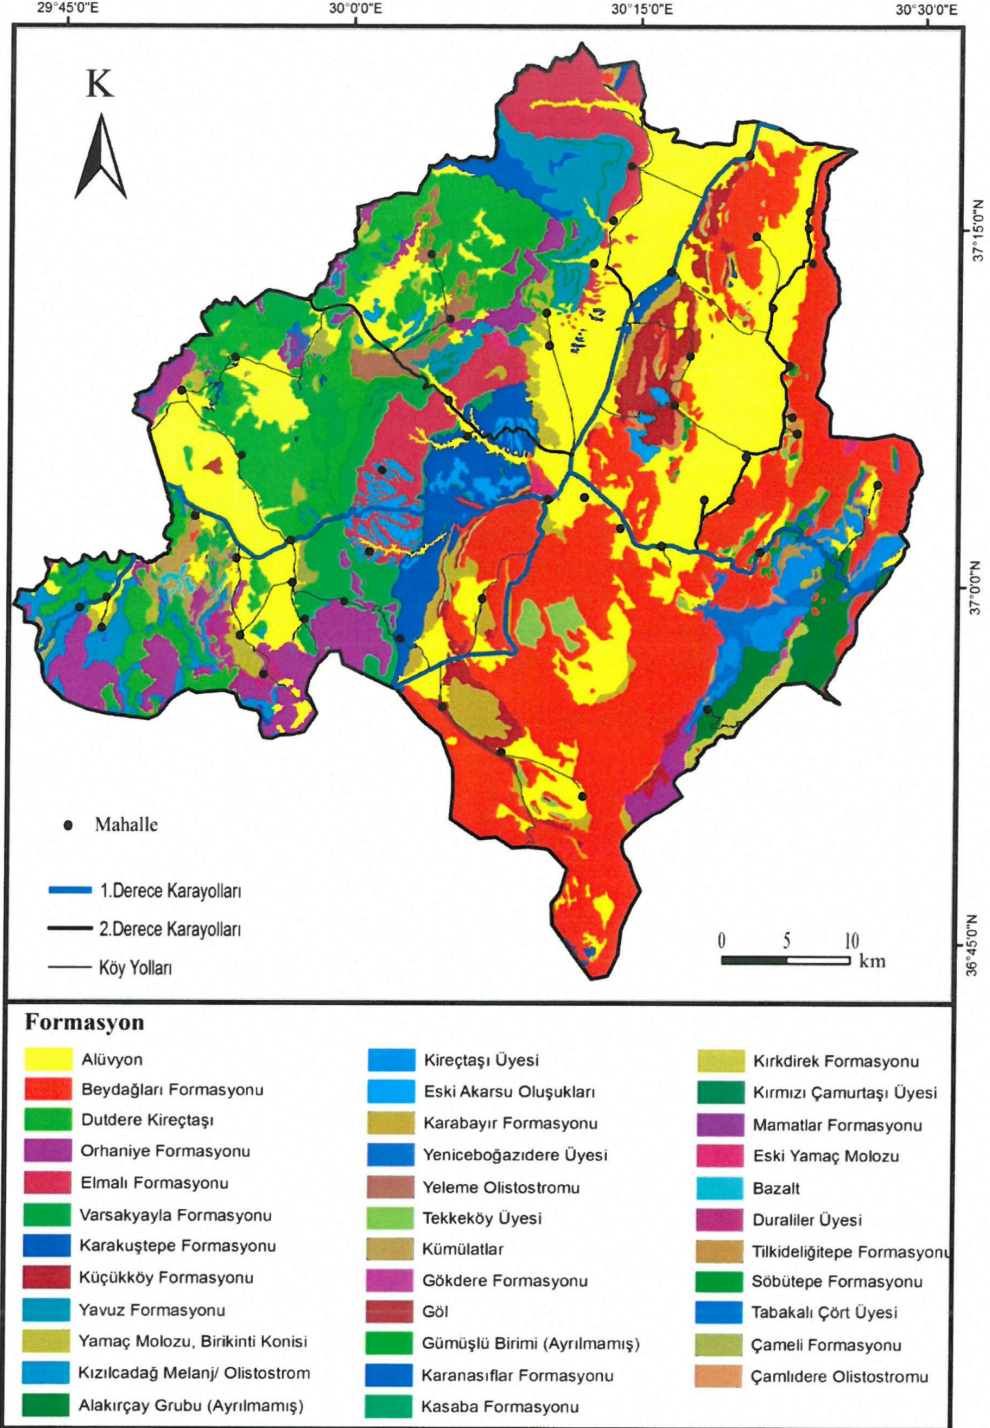 29°45'0"E 30°0'0"E 30°15'0"E 30°30'0"E
K
37°15'0"N
37°0'0"N
36°45'0"N
Mahalle
1.Derece Karayolları
2.Derece Karayolları
Köy Yolları
0 5 10
km
Formasyon
Alüvyon
Beydağları Formasyonu
Dutdere Kireçtaşı
Orhaniye Formasyonu
Elmalı Formasyonu
Varsakyayla Formasyonu
Karakuştepe Formasyonu
Küçükköy Formasyonu
Yavuz Formasyonu
Yamaç Molozu, Birikinti Konisi
Kızılcadağ Melanj/ Olistostrom
Alakırçay Grubu (Ayrılmamış)
Kireçtaşı Üyesi
Eski Akarsu Oluşukları
Karabayır Formasyonu
Yeniceboğazıdere Üyesi
Yeleme Olistostromu
Tekkeköy Üyesi
Kümülatlar
Gökdere Formasyonu
Göl
Gümüşlü Birimi (Ayrılmamış)
Karanasıflar Formasyonu
Kasaba Formasyonu
Kırkdirek Formasyonu
Kırmızı Çamurtaşı Üyesi
Mamatlar Formasyonu
Eski Yamaç Molozu
Bazalt
Duraliler Üyesi
Tilkideliğitepe Formasyonu
Söbütepe Formasyonu
Tabakalı Çört Üyesi
Çameli Formasyonu
Çamlıdere Olistostromu